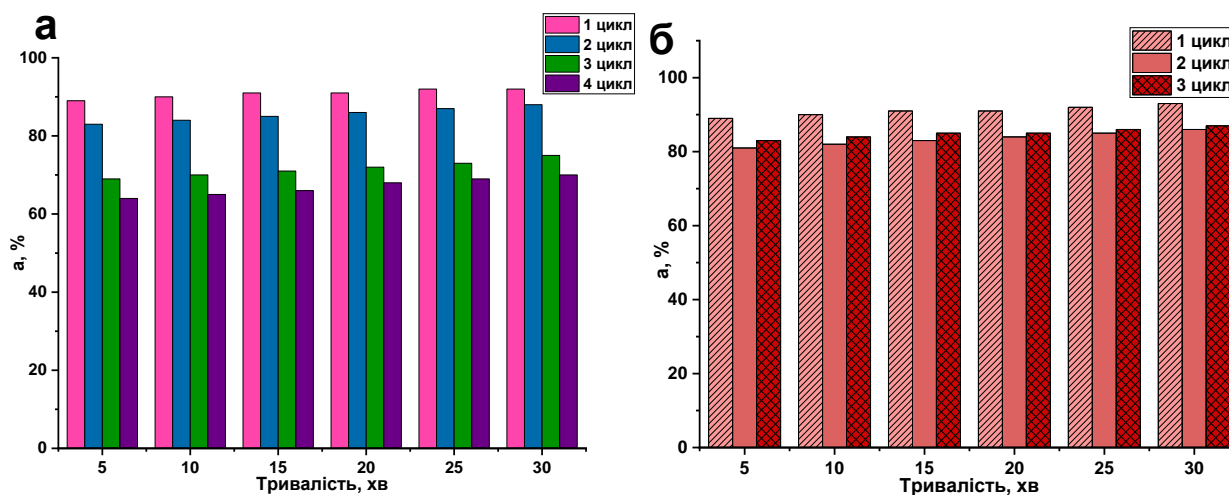 а
1 цикл
2 цикл
3 цикл
4 цикл
100
80
60
40
20
0
а, %
5 10 15 20 25 30
Тривалість, хв
б
1 цикл
2 цикл
3 цикл
100
80
60
40
20
0
а, %
5 10 15 20 25 30
Тривалість, хв